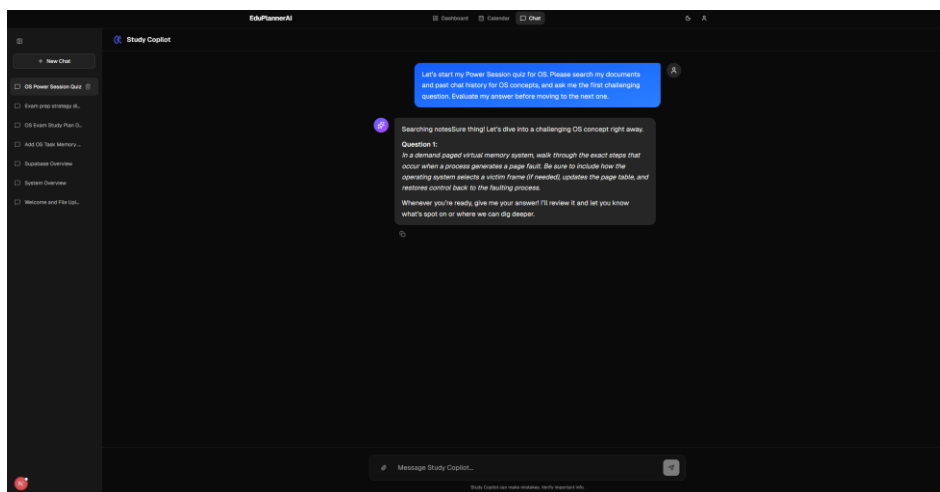 EduPlannerAI
Dashboard
Calendar
Chat
Study Copilot
+ New Chat
OS Power Session Quiz
Exam prep strategy di...
OS Exam Study Plan O...
Add OS Task Memory ...
Supabase Overview
System Overview
Welcome and File Upl...
Let's start my Power Session quiz for OS. Please search my documents
and past chat history for OS concepts, and ask me the first challenging
question. Evaluate my answer before moving to the next one.
Searching notesSure thing! Let's dive into a challenging OS concept right away.
Question 1:
In a demand paged virtual memory system, walk through the exact steps that
occur when a process generates a page fault. Be sure to include how the
operating system selects a victim frame (if needed), updates the page table, and
restores control back to the faulting process.
Whenever you're ready, give me your answer! I'll review it and let you know
what's spot on or where we can dig deeper.
Message Study Copilot...
Study Copilot can make mistakes. Verify important info.